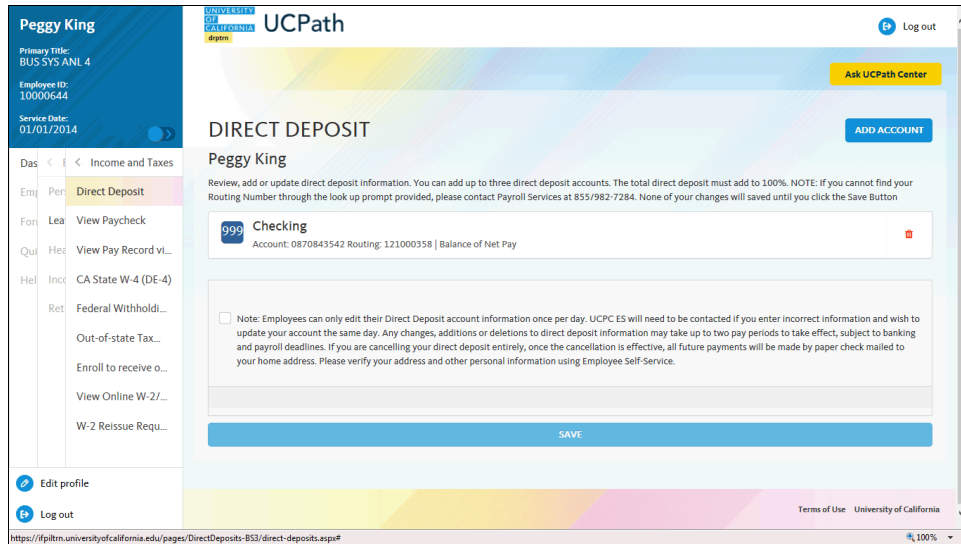 Peggy King
Primary Title:
BUS SYS ANL 4
Employee ID:
10000644
Service Date:
01/01/2014
UNIVERSITY
OF
CALIFORNIA
UCPath
drptrn
Log out
Ask UCPath Center
DIRECT DEPOSIT
ADD ACCOUNT
Peggy King
Review, add or update direct deposit information. You can add up to three direct deposit accounts. The total direct deposit must add to 100%. NOTE: If you cannot find your
Routing Number through the look up prompt provided, please contact Payroll Services at 855/982-7284. None of your changes will saved until you click the Save Button
999
Checking
Account: 0870843542 Routing: 121000358 | Balance of Net Pay
Note: Employees can only edit their Direct Deposit account information once per day. UCPC ES will need to be contacted if you enter incorrect information and wish to
update your account the same day. Any changes, additions or deletions to direct deposit information may take up to two pay periods to take effect, subject to banking
and payroll deadlines. If you are cancelling your direct deposit entirely, once the cancellation is effective, all future payments will be made by paper check mailed to
your home address. Please verify your address and other personal information using Employee Self-Service.
SAVE
Das
Emp
For
Qui
Hel
Per
Lea
Hea
Inco
Ret
Income and Taxes
Direct Deposit
View Paycheck
View Pay Record vi...
CA State W-4 (DE-4)
Federal Withholdi...
Out-of-state Tax...
Enroll to receive o...
View Online W-2/...
W-2 Reissue Requ...
Edit profile
Log out
Terms of Use University of California
https://ifpiltrn.universityofcalifornia.edu/pages/DirectDeposits-BS3/direct-deposits.aspx#
100%